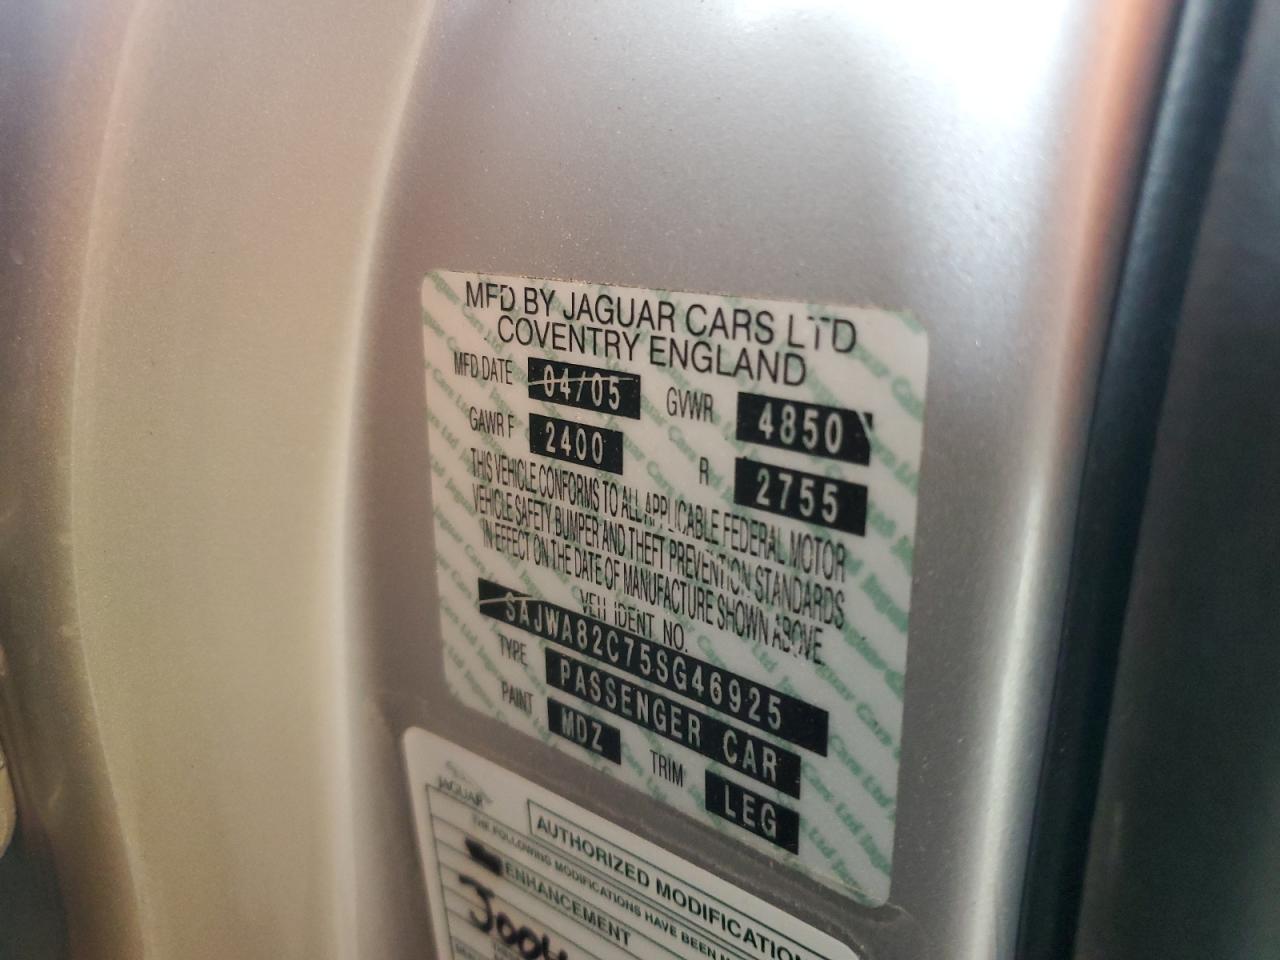 MFD BY JAGUAR CARS LTD
COVENTRY ENGLAND
MFD DATE 04/05 GVWR 4850
GAWR F 2400 R 2755
THIS VEHICLE CONFORMS TO ALL APPLICABLE FEDERAL MOTOR
VEHICLE SAFETY BUMPER AND THEFT PREVENTION STANDARDS
IN EFFECT ON THE DATE OF MANUFACTURE SHOWN ABOVE.
VEH IDENT NO.
SAJWA82C75SG46925
TYPE PASSENGER CAR
PAINT MDZ TRIM LEG
JAGUAR
AUTHORIZED MODIFICATION
THE FOLLOWING MODIFICATIONS HAVE BEEN
ENHANCEMENT
J004